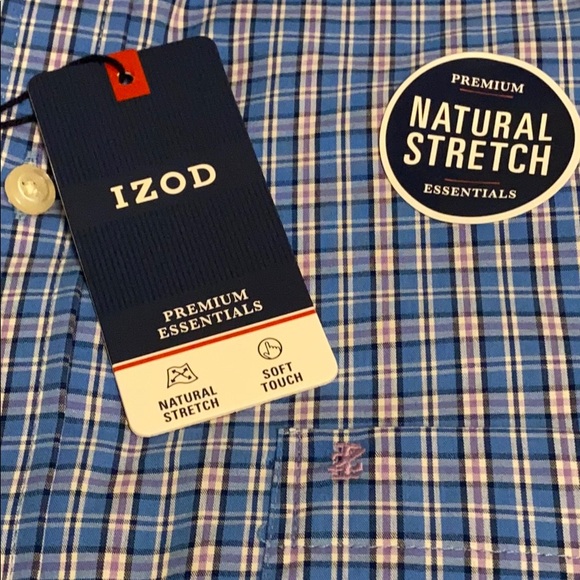 IZOD
PREMIUM
ESSENTIALS
NATURAL
STRETCH
SOFT
TOUCH
PREMIUM
NATURAL
STRETCH
ESSENTIALS